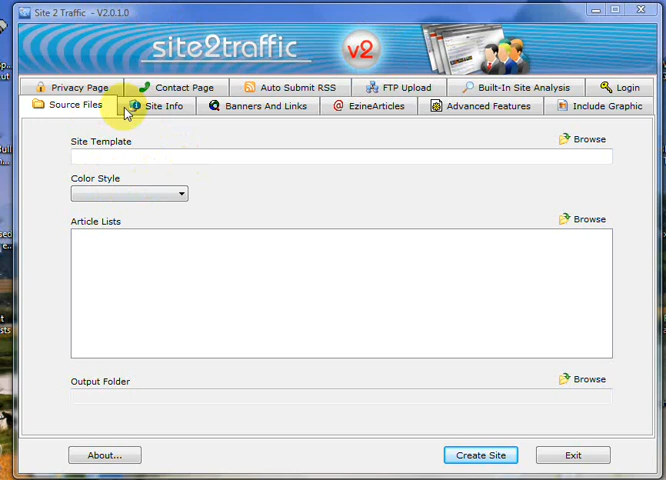 Site 2 Traffic - V2.0.1.0
site2traffic v2
Privacy Page Contact Page Auto Submit RSS FTP Upload Built-In Site Analysis Login
Source Files Site Info Banners And Links EzineArticles Advanced Features Include Graphic
Site Template Browse
Color Style
Article Lists Browse
Output Folder Browse
About... Create Site Exit